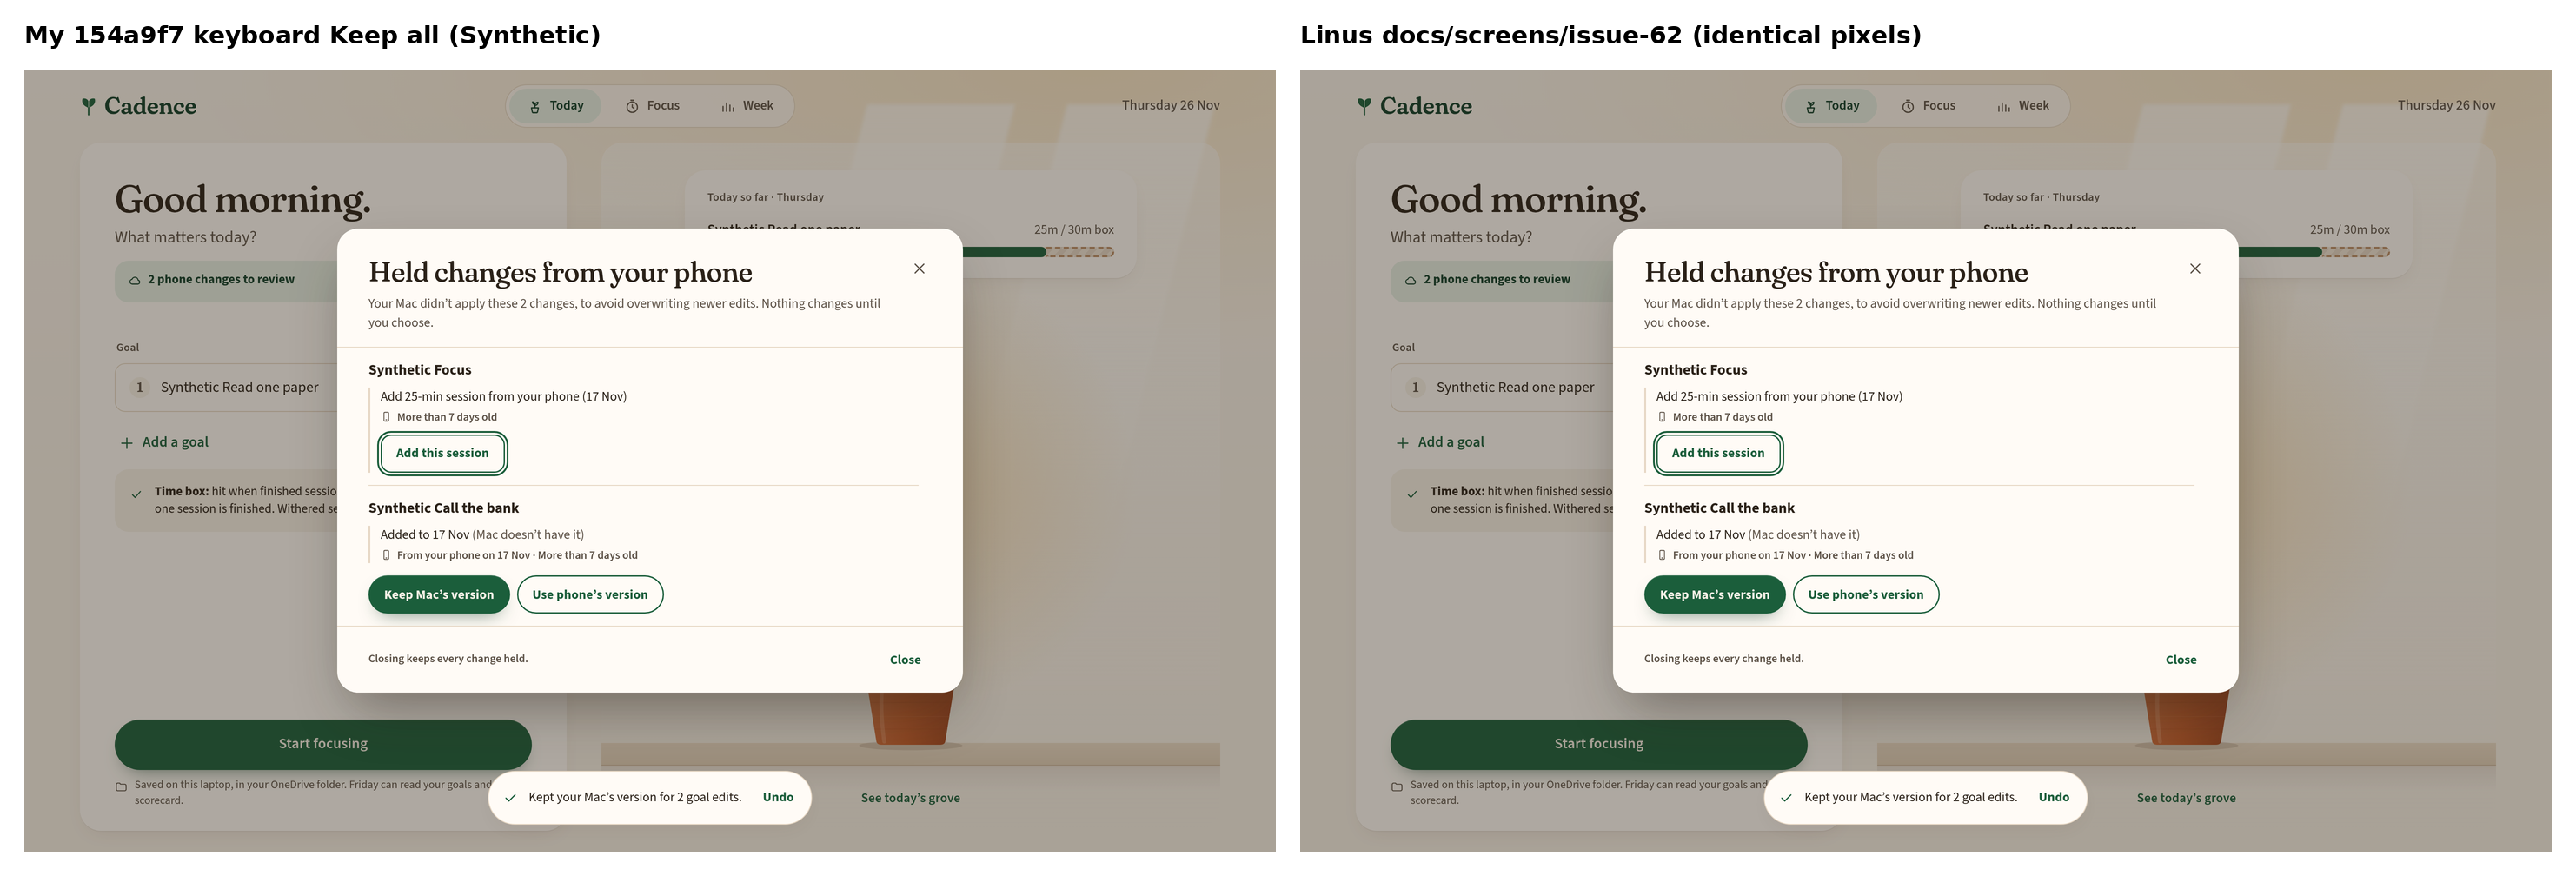 My 154a9f7 keyboard Keep all (Synthetic)
Cadence
Today
Focus
Week
Thursday 26 Nov
Good morning.
What matters today?
2 phone changes to review
Goal
1 Synthetic Read one paper
Add a goal
Time box: hit when finished sessio
one session is finished. Withered se
Today so far · Thursday
Synthetic Read one paper
25m / 30m box
Held changes from your phone
Your Mac didn’t apply these 2 changes, to avoid overwriting newer edits. Nothing changes until
you choose.
Synthetic Focus
Add 25-min session from your phone (17 Nov)
More than 7 days old
Add this session
Synthetic Call the bank
Added to 17 Nov (Mac doesn’t have it)
From your phone on 17 Nov · More than 7 days old
Keep Mac’s version
Use phone’s version
Closing keeps every change held.
Close
Start focusing
Saved on this laptop, in your OneDrive folder. Friday can read your goals and
scorecard.
Kept your Mac’s version for 2 goal edits.
Undo
See today’s grove
Linus docs/screens/issue-62 (identical pixels)
Cadence
Today
Focus
Week
Thursday 26 Nov
Good morning.
What matters today?
2 phone changes to review
Goal
1 Synthetic Read one paper
Add a goal
Time box: hit when finished sessio
one session is finished. Withered se
Today so far · Thursday
Synthetic Read one paper
25m / 30m box
Held changes from your phone
Your Mac didn’t apply these 2 changes, to avoid overwriting newer edits. Nothing changes until
you choose.
Synthetic Focus
Add 25-min session from your phone (17 Nov)
More than 7 days old
Add this session
Synthetic Call the bank
Added to 17 Nov (Mac doesn’t have it)
From your phone on 17 Nov · More than 7 days old
Keep Mac’s version
Use phone’s version
Closing keeps every change held.
Close
Start focusing
Saved on this laptop, in your OneDrive folder. Friday can read your goals and
scorecard.
Kept your Mac’s version for 2 goal edits.
Undo
See today’s grove